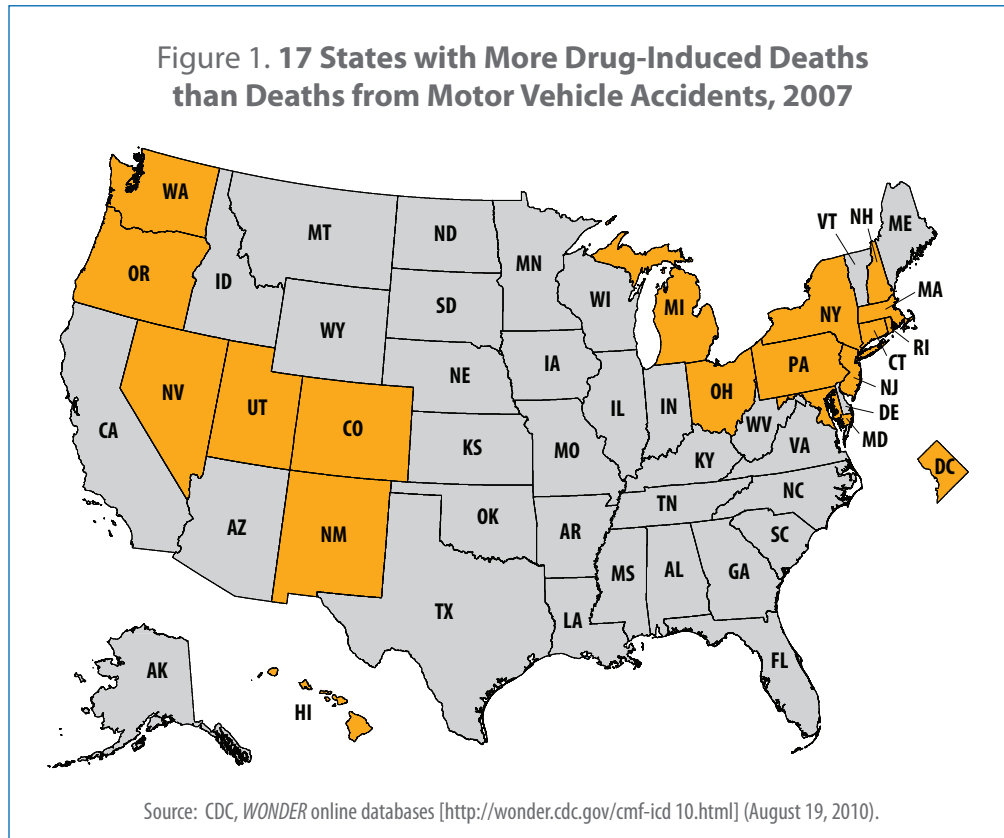 Figure 1. 17 States with More Drug-Induced Deaths
than Deaths from Motor Vehicle Accidents, 2007
WA
MT
ND
MN
VT
NH
ME
OR
ID
SD
WI
MI
NY
MA
WY
RI
CT
NV
UT
CO
NE
IA
IL
IN
OH
PA
NJ
DE
MD
CA
KS
MO
KY
WV
VA
DC
AZ
NM
OK
AR
TN
NC
SC
TX
LA
MS
AL
GA
FL
AK
HI
Source: CDC, WONDER online databases [http://wonder.cdc.gov/cmf-icd 10.html] (August 19, 2010).